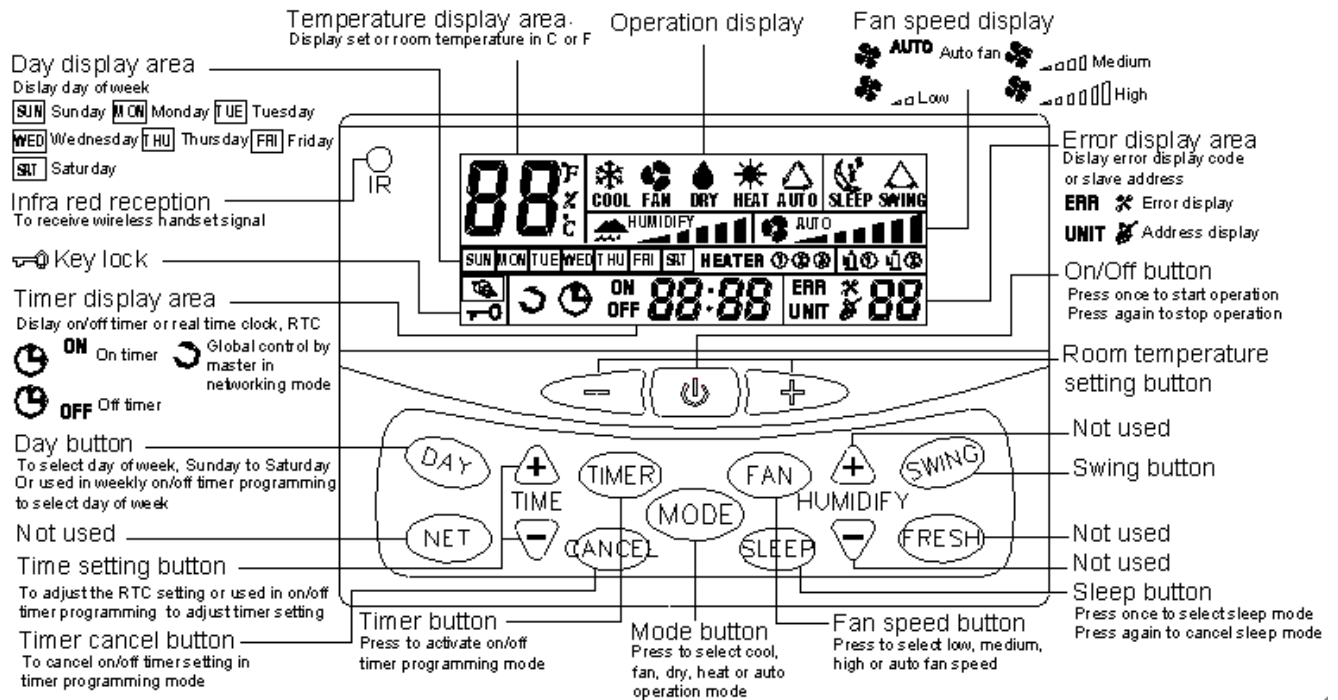 Temperature display area.
Display set or room temperature in C or F
Operation display
Fan speed display
AUTO Auto fan
Medium
Low
High
Day display area
Dislay day of week
SUN Sunday MON Monday TUE Tuesday
WED Wednesday THU Thursday FRI Friday
SAT Saturday
Infra red reception
To receive wireless handset signal
Key lock
Timer display area
Dislay on/off timer or real time clock, RTC
ON On timer
Global control by
master in
networking mode
OFF Off timer
Day button
To select day of week, Sunday to Saturday
Or used in weekly on/off timer programming
to select day of week
Not used
Time setting button
To adjust the RTC setting or used in on/off
timer programming to adjust timer setting
Timer cancel button
To cancel on/off timer setting in
timer programming mode
IR
88 °F % °C
COOL FAN DRY HEAT AUTO SLEEP SWING
HUMIDIFY AUTO
SUN MON TUE WED THU FRI SAT HEATER ① ② ③ ① ②
ON OFF 88:88 ERR UNIT 88
− +
DAY
+
TIME
−
TIMER
FAN
+
HUMIDIFY
−
SWING
NET
CANCEL
MODE
SLEEP
FRESH
Error display area
Dislay error display code
or slave address
ERR Error display
UNIT Address display
On/Off button
Press once to start operation
Press again to stop operation
Room temperature
setting button
Not used
Swing button
Not used
Not used
Sleep button
Press once to select sleep mode
Press again to cancel sleep mode
Timer button
Press to activate on/off
timer programming mode
Mode button
Press to select cool,
fan, dry, heat or auto
operation mode
Fan speed button
Press to select low, medium,
high or auto fan speed